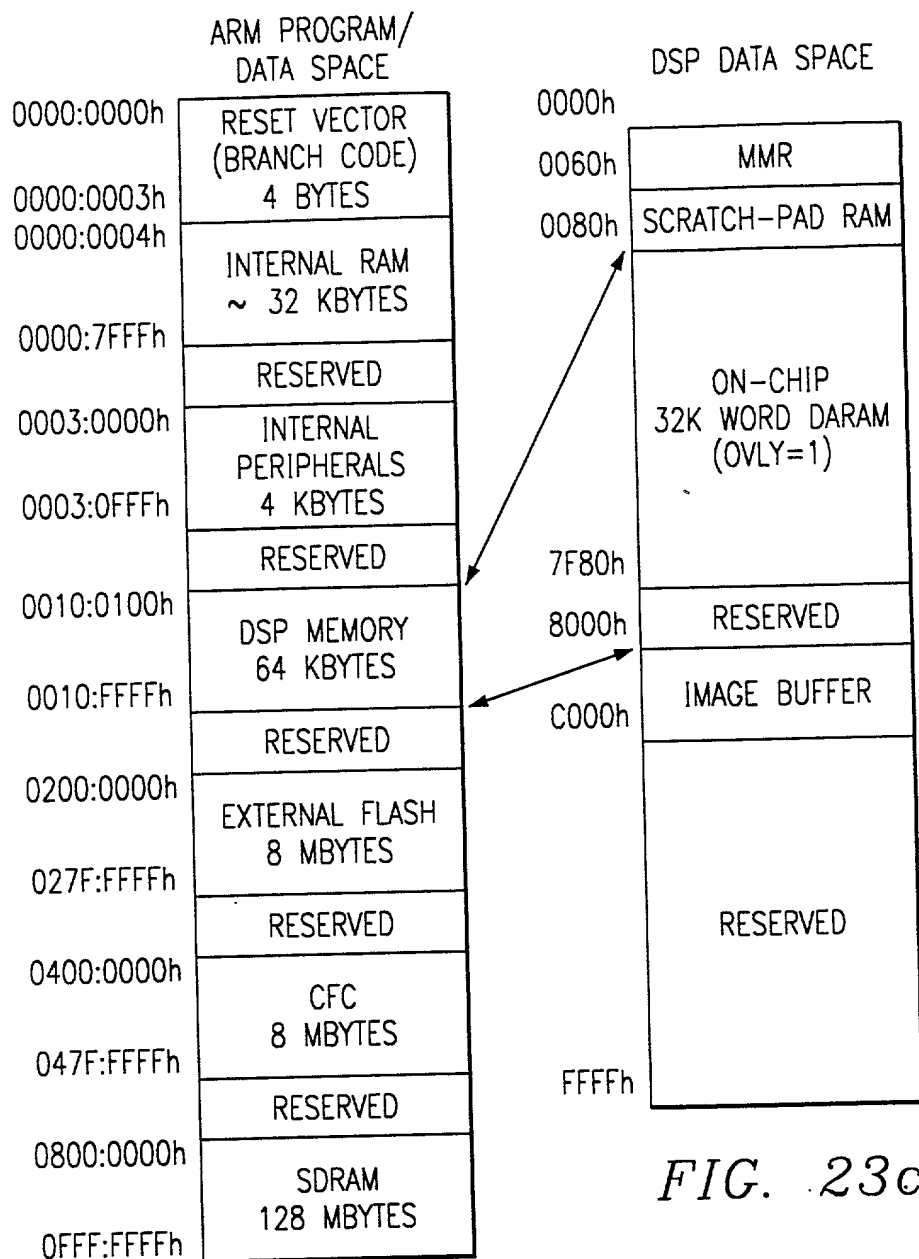 ARM PROGRAM/
DATA SPACE
0000:0000h
RESET VECTOR
(BRANCH CODE)
4 BYTES
0000:0003h
0000:0004h
INTERNAL RAM
~ 32 KBYTES
0000:7FFFh
RESERVED
0003:0000h
INTERNAL
PERIPHERALS
4 KBYTES
0003:0FFFh
RESERVED
0010:0100h
DSP MEMORY
64 KBYTES
0010:FFFFh
RESERVED
0200:0000h
EXTERNAL FLASH
8 MBYTES
027F:FFFFh
RESERVED
0400:0000h
CFC
8 MBYTES
047F:FFFFh
RESERVED
0800:0000h
SDRAM
128 MBYTES
0FFF:FFFFh
DSP DATA SPACE
0000h
MMR
0060h
SCRATCH-PAD RAM
0080h
ON-CHIP
32K WORD DARAM
(OVLY=1)
7F80h
RESERVED
8000h
IMAGE BUFFER
C000h
RESERVED
FFFFh
FIG. 23c